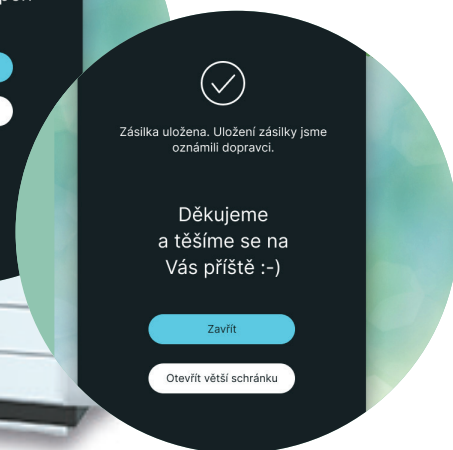 Zásilka uložena. Uložení zásilky jsme
oznámili dopravci.
Děkujeme
a těšíme se na
Vás příště :-)
Zavřít
Otevřít větší schránku